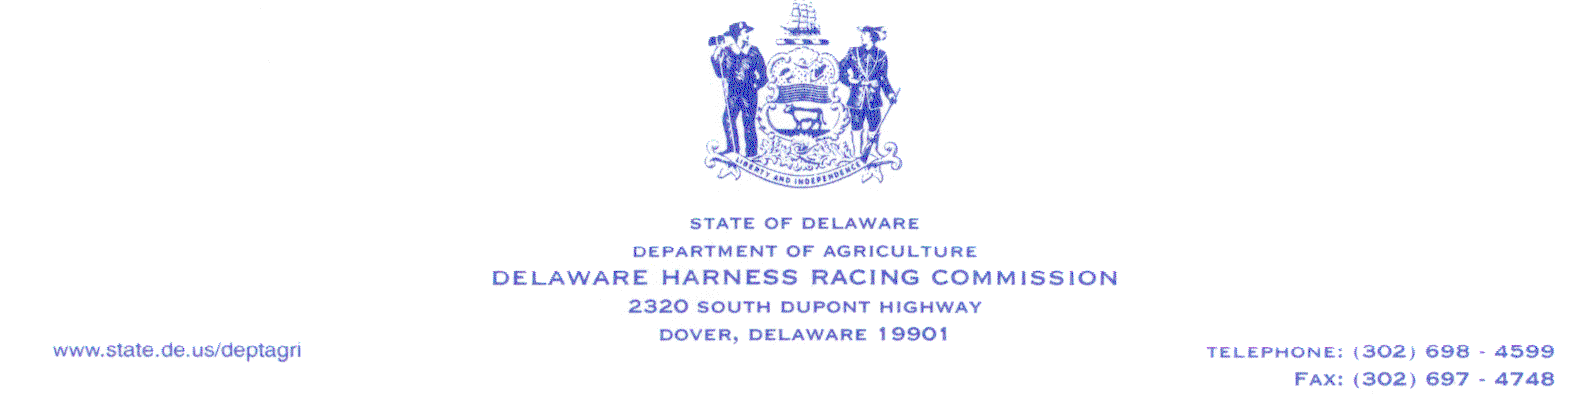 LIBERTY AND INDEPENDENCE
STATE OF DELAWARE
DEPARTMENT OF AGRICULTURE
DELAWARE HARNESS RACING COMMISSION
2320 SOUTH DUPONT HIGHWAY
DOVER, DELAWARE 19901
www.state.de.us/deptagri
TELEPHONE: (302) 698 - 4599
FAX: (302) 697 - 4748